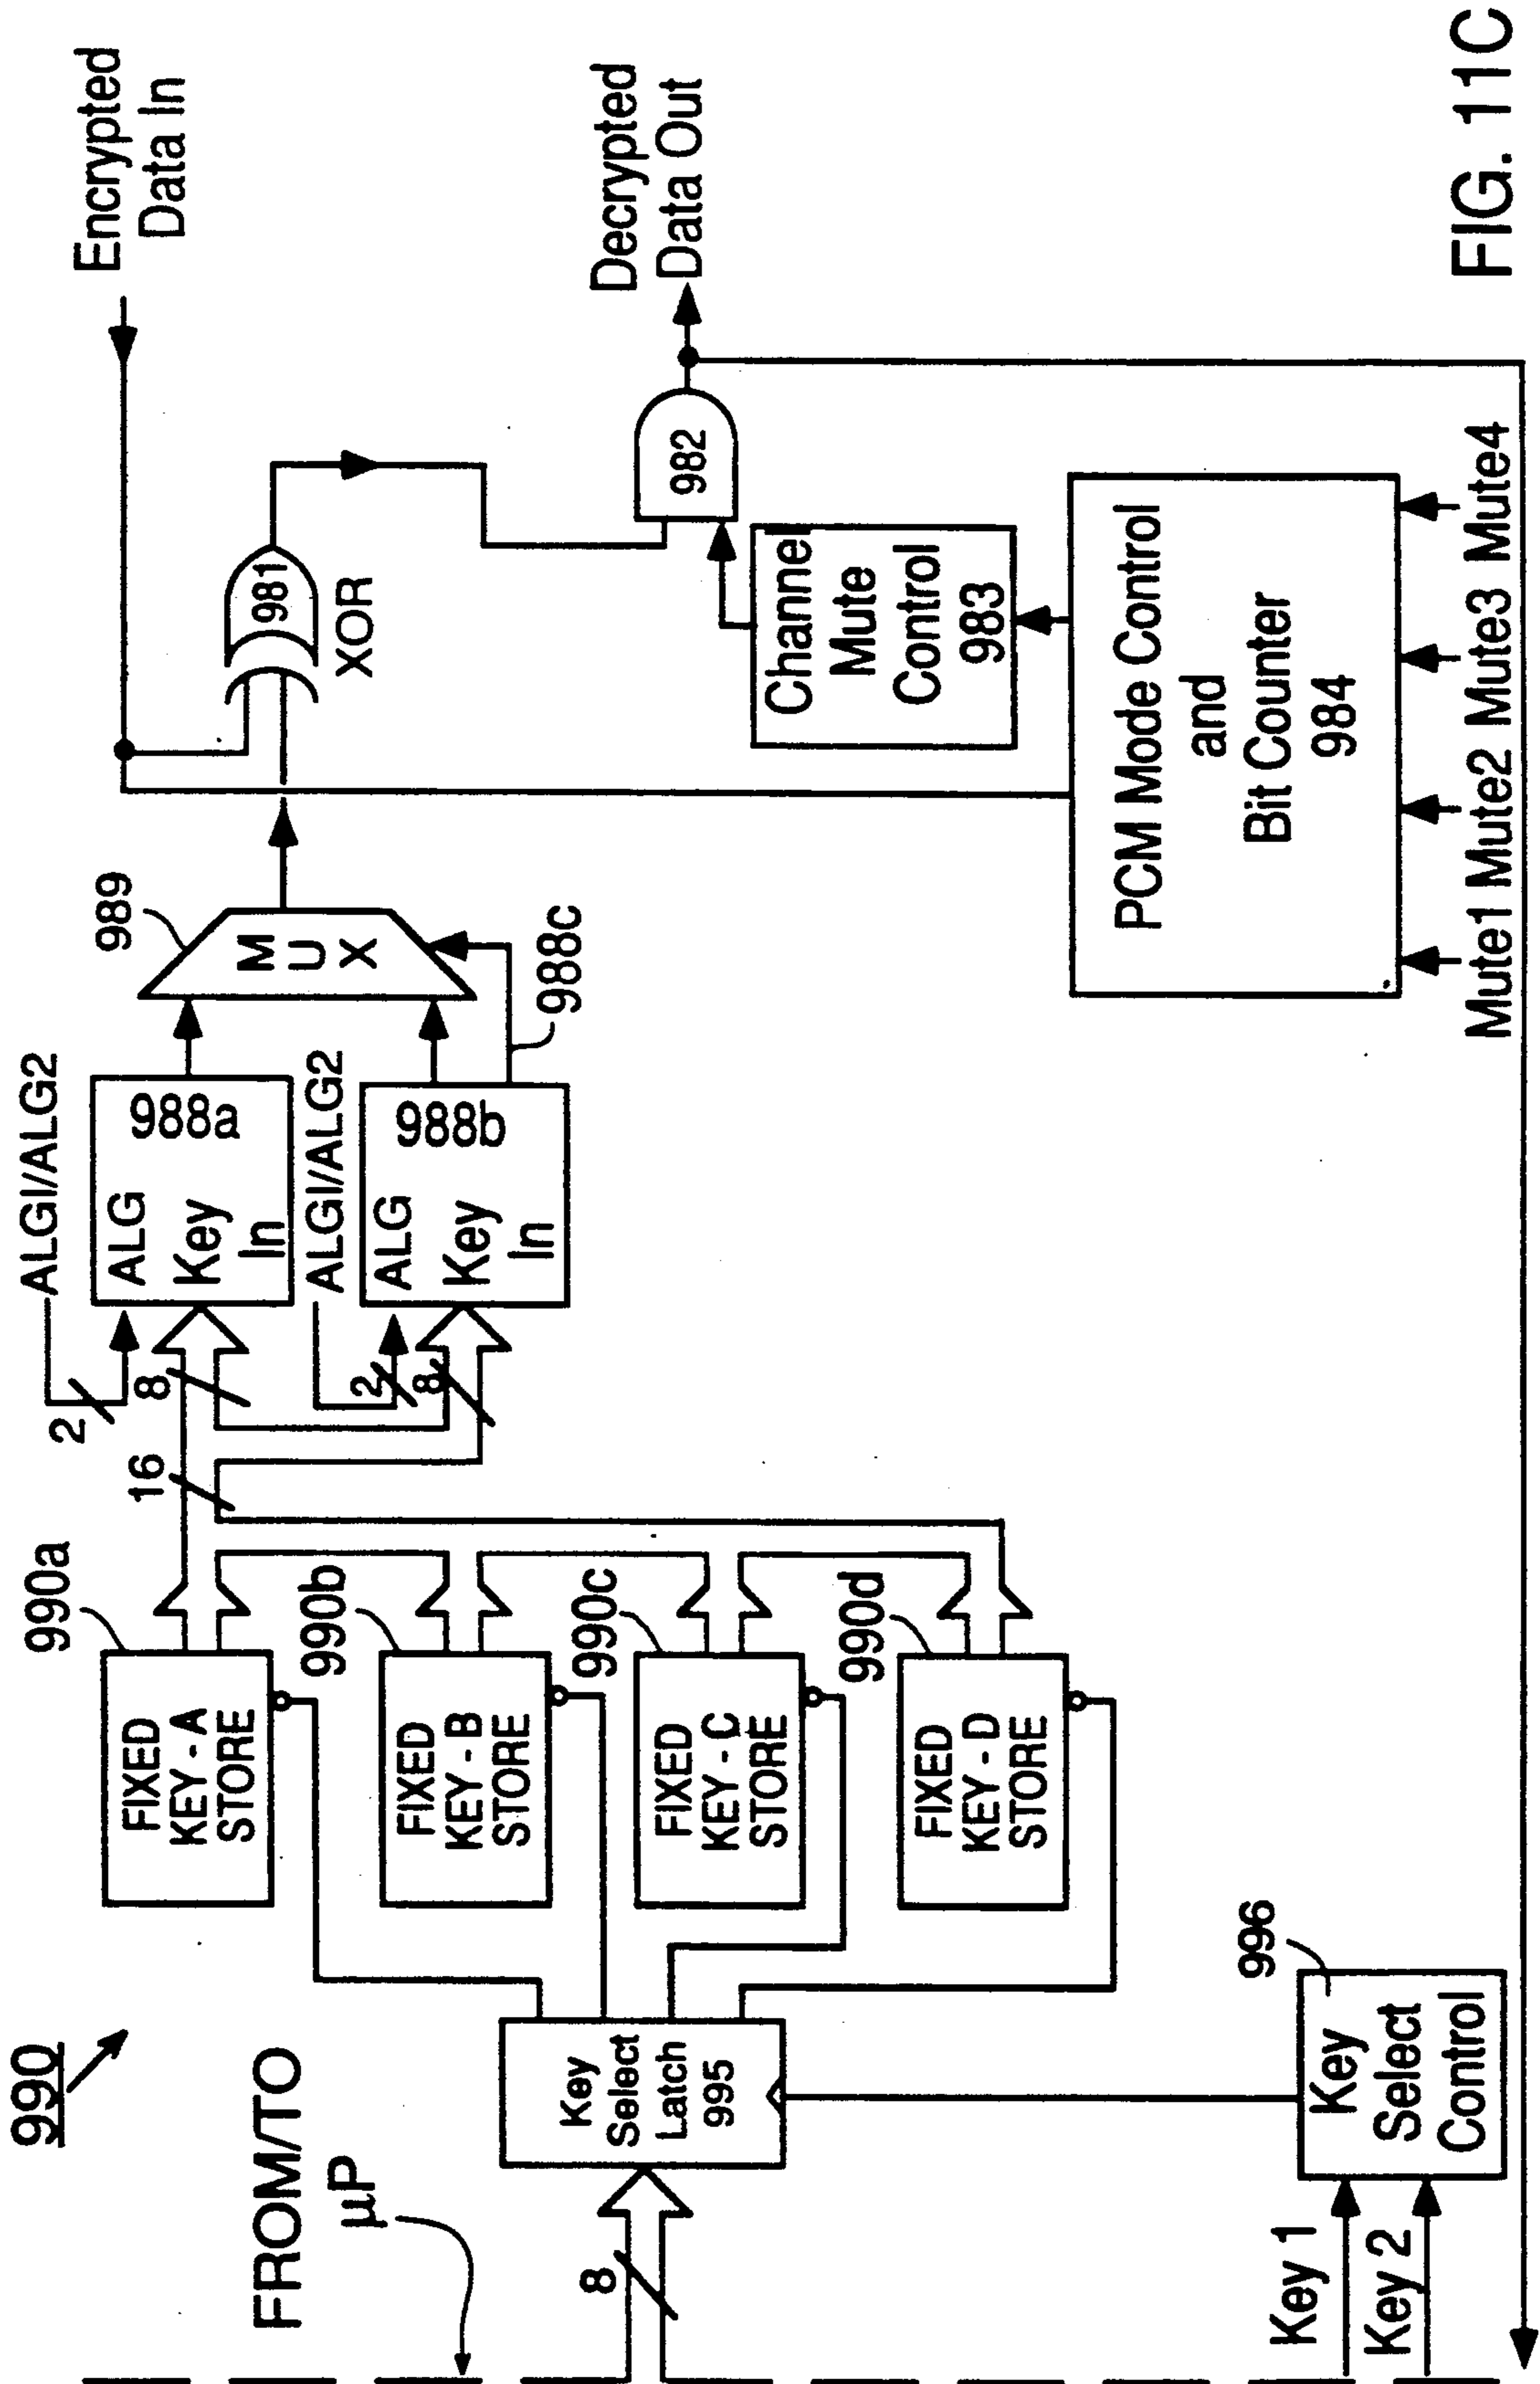 990
FROM/TO
µP
8
Key
Select
Latch
995
Key 1
Key 2
Key
Select
Control
996
FIXED
KEY - A
STORE
990a
FIXED
KEY - B
STORE
990b
FIXED
KEY - C
STORE
990c
FIXED
KEY - D
STORE
990d
16
2
8
2
8
ALGI/ALG2
ALG
988a
Key
In
ALGI/ALG2
ALG
988b
Key
In
988c
989
M
U
X
981
XOR
Encrypted
Data In
982
Decrypted
Data Out
Channel
Mute
Control
983
PCM Mode Control
and
Bit Counter
984
Mute1 Mute2 Mute3 Mute4
FIG. 11C